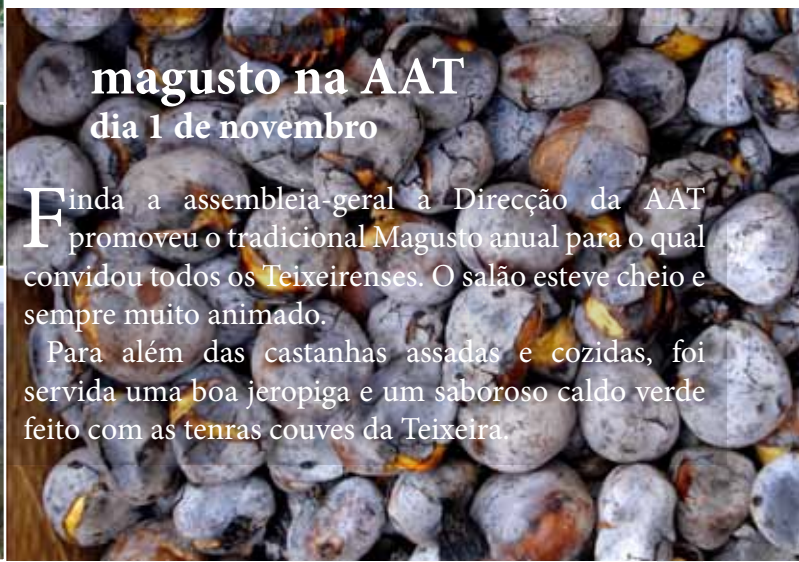 magusto na AAT
dia 1 de novembro
Finda a assembleia-geral a Direcção da AAT
promoveu o tradicional Magusto anual para o qual
convidou todos os Teixeirenses. O salão esteve cheio e
sempre muito animado.
Para além das castanhas assadas e cozidas, foi
servida uma boa jeropiga e um saboroso caldo verde
feito com as tenras couves da Teixeira.